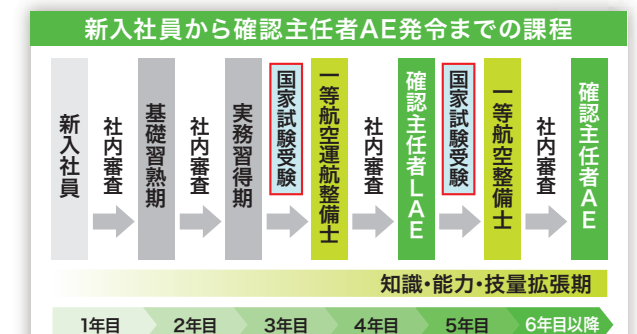 新入社員から確認主任者AE発令までの課程
新入社員
社内審査
基礎習熟期
社内審査
実務習得期
国家試験受験
一等航空運航整備士
社内審査
確認主任者LAE
国家試験受験
一等航空整備士
社内審査
確認主任者AE
知識・能力・技量拡張期
1年目
2年目
3年目
4年目
5年目
6年目以降